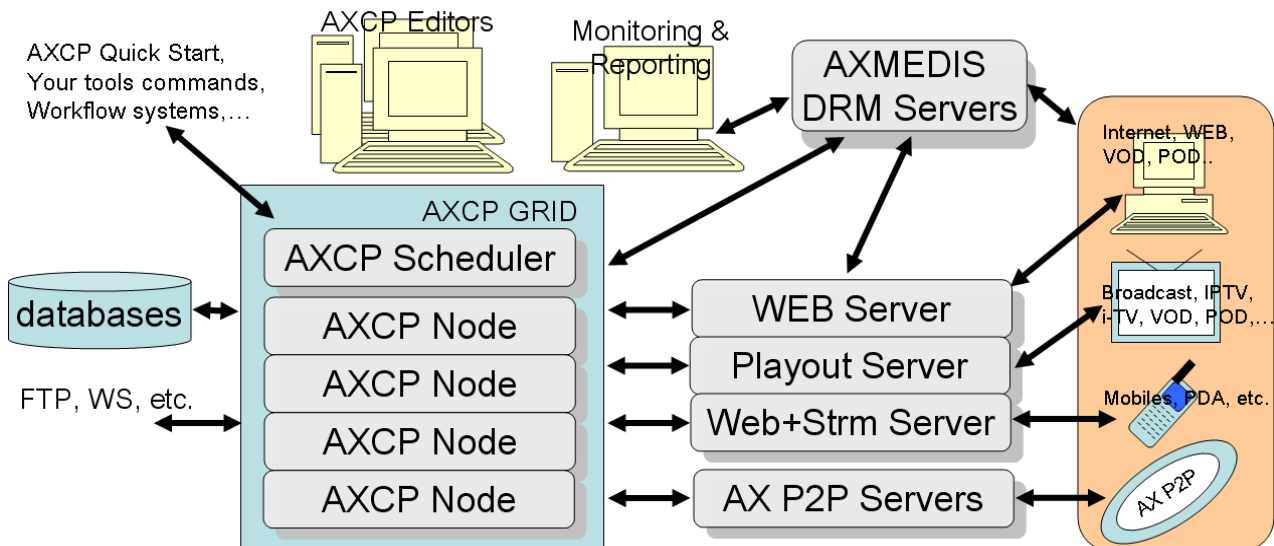 AXCP Editors
Monitoring &
Reporting
AXCP Quick Start,
Your tools commands,
Workflow systems,...
AXMEDIS
DRM Servers
Internet, WEB,
VOD, POD..
AXCP GRID
AXCP Scheduler
databases
AXCP Node
WEB Server
Broadcast, IPTV,
i-TV, VOD, POD,...
AXCP Node
Playout Server
FTP, WS, etc.
AXCP Node
Web+Strm Server
Mobiles, PDA, etc.
AXCP Node
AX P2P Servers
AX P2P